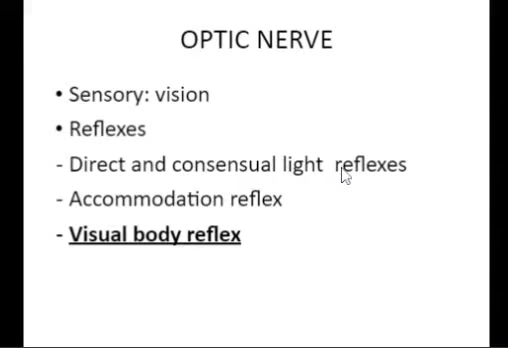 OPTIC NERVE
• Sensory: vision
• Reflexes
- Direct and consensual light reflexes
- Accommodation reflex
- Visual body reflex